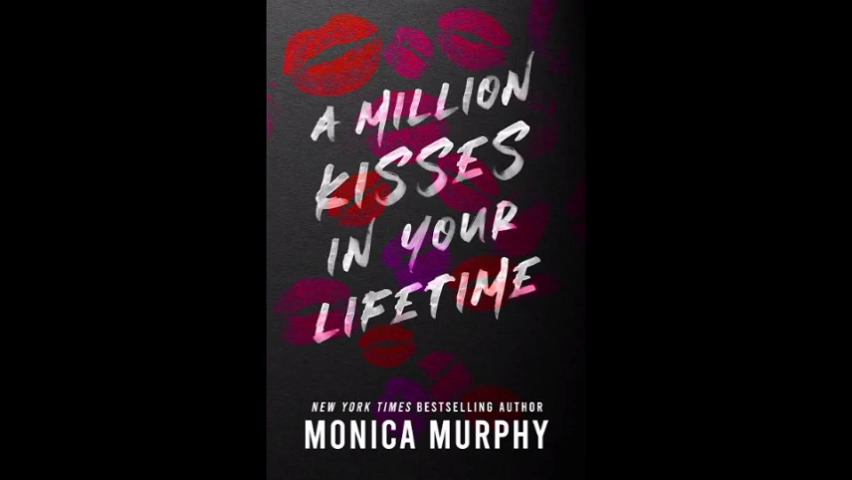 A MILLION
KISSES
IN YOUR
LIFETIME
NEW YORK TIMES BESTSELLING AUTHOR
MONICA MURPHY